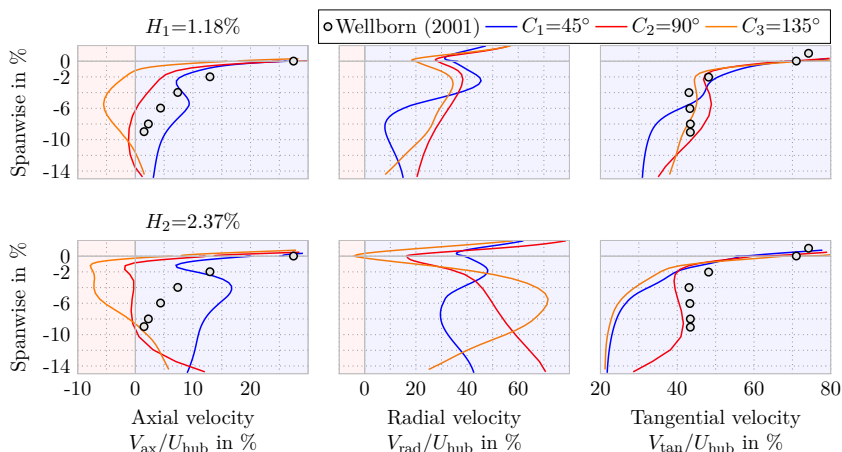 H₁=1.18%
Wellborn (2001) C₁=45° C₂=90° C₃=135°
Spanwise in %
0
-2
-6
-10
-14
H₂=2.37%
Spanwise in %
0
-2
-6
-10
-14
-10 0 10 20
0 20 40 60
20 40 60 80
Axial velocity
V_ax/U_hub in %
Radial velocity
V_rad/U_hub in %
Tangential velocity
V_tan/U_hub in %